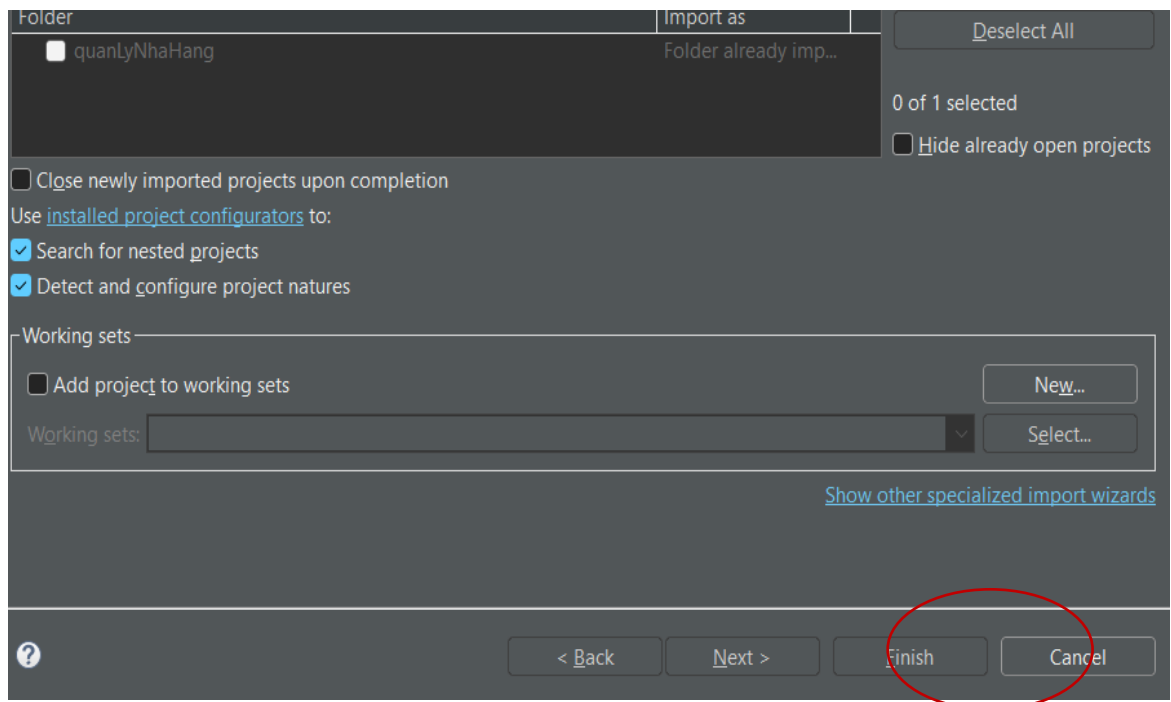 Folder Import as
Deselect All
quanLyNhaHang Folder already imp...
0 of 1 selected
Hide already open projects
Close newly imported projects upon completion
Use installed project configurators to:
Search for nested projects
Detect and configure project natures
Working sets
Add project to working sets New...
Working sets: Select...
Show other specialized import wizards
? < Back Next > Finish Cancel